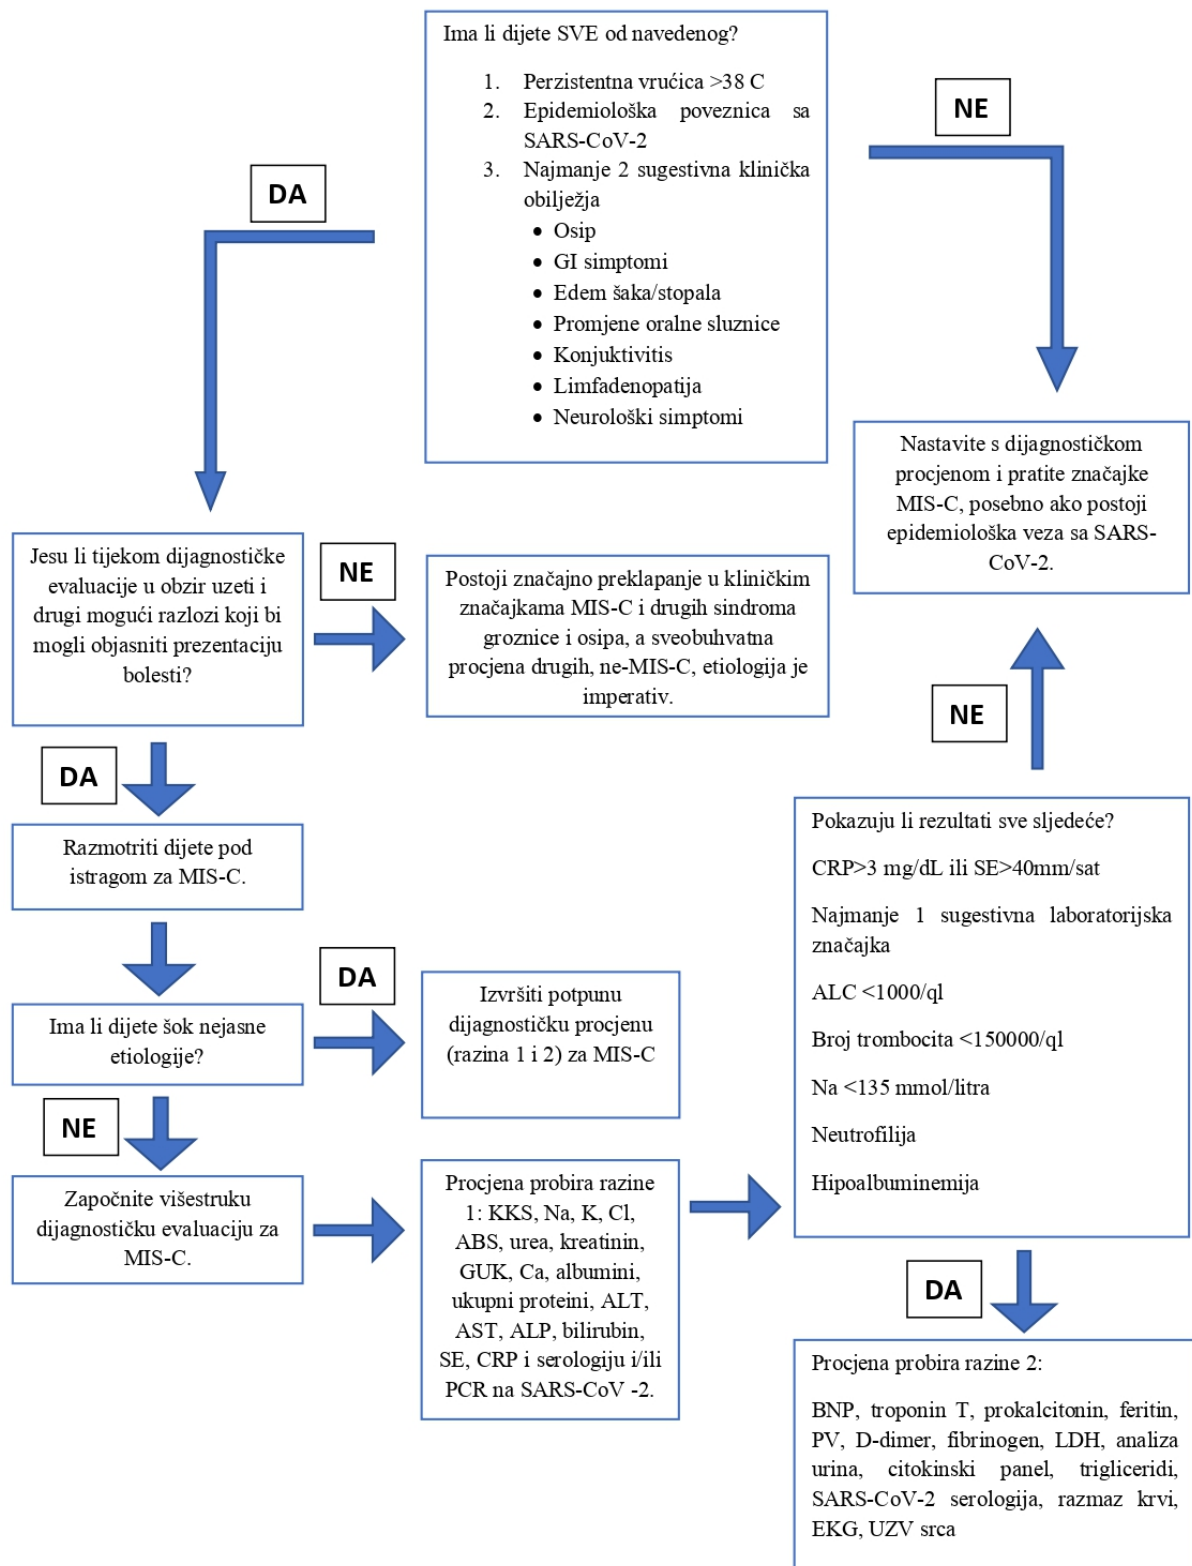 Ima li dijete SVE od navedenog?
1. Perzistentna vrućica >38 C
2. Epidemiološka poveznica sa
SARS-CoV-2
3. Najmanje 2 sugestivna klinička
obilježja
• Osip
• GI simptomi
• Edem šaka/stopala
• Promjene oralne sluznice
• Konjuktivitis
• Limfadenopatija
• Neurološki simptomi
NE
DA
Nastavite s dijagnostičkom
procjenom i pratite značajke
MIS-C, posebno ako postoji
epidemiološka veza sa SARS-
CoV-2.
Jesu li tijekom dijagnostičke
evaluacije u obzir uzeti i
drugi mogući razlozi koji bi
mogli objasniti prezentaciju
bolesti?
NE
Postoji značajno preklapanje u kliničkim
značajkama MIS-C i drugih sindroma
groznice i osipa, a sveobuhvatna
procjena drugih, ne-MIS-C, etiologija je
imperativ.
DA
Razmotriti dijete pod
istragom za MIS-C.
Ima li dijete šok nejasne
etiologije?
DA
Izvršiti potpunu
dijagnostičku procjenu
(razina 1 i 2) za MIS-C
NE
Započnite višestruku
dijagnostičku evaluaciju za
MIS-C.
Procjena probira razine
1: KKS, Na, K, Cl,
ABS, urea, kreatinin,
GUK, Ca, albumini,
ukupni proteini, ALT,
AST, ALP, bilirubin,
SE, CRP i serologiju i/ili
PCR na SARS-CoV -2.
NE
Pokazuju li rezultati sve sljedeće?
CRP>3 mg/dL ili SE>40mm/sat
Najmanje 1 sugestivna laboratorijska
značajka
ALC <1000/ql
Broj trombocita <150000/ql
Na <135 mmol/litra
Neutrofilija
Hipoalbuminemija
DA
Procjena probira razine 2:
BNP, troponin T, prokalcitonin, feritin,
PV, D-dimer, fibrinogen, LDH, analiza
urina, citokinski panel, trigliceridi,
SARS-CoV-2 serologija, razmaz krvi,
EKG, UZV srca